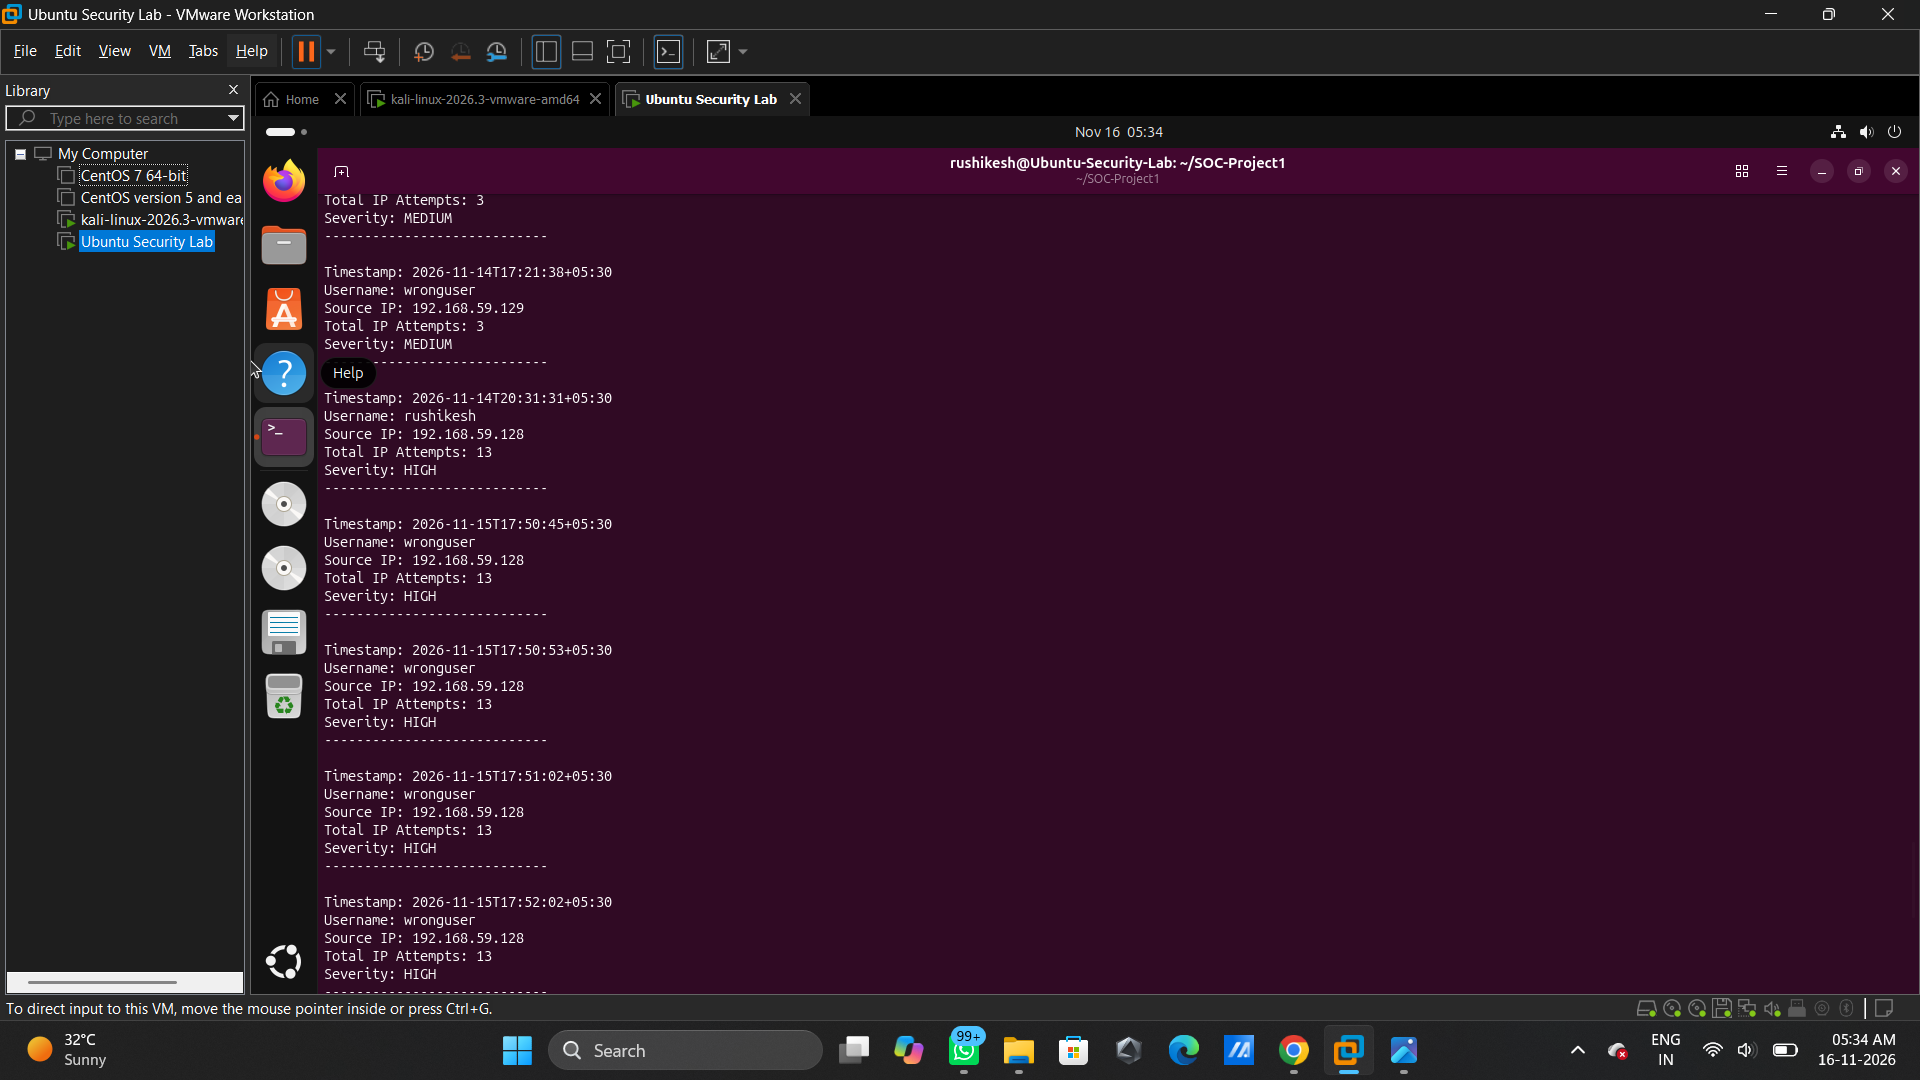 Ubuntu Security Lab - VMware Workstation
File Edit View VM Tabs Help
Library
Type here to search
My Computer
CentOS 7 64-bit
CentOS version 5 and ea
kali-linux-2026.3-vmware
Ubuntu Security Lab
Home
kali-linux-2026.3-vmware-amd64
Ubuntu Security Lab
Nov 16 05:34
rushikesh@Ubuntu-Security-Lab: ~/SOC-Project1
~/SOC-Project1
Total IP Attempts: 3
Severity: MEDIUM
----------------------------
Timestamp: 2026-11-14T17:21:38+05:30
Username: wronguser
Source IP: 192.168.59.129
Total IP Attempts: 3
Severity: MEDIUM
----------------------
Help
Timestamp: 2026-11-14T20:31:31+05:30
Username: rushikesh
Source IP: 192.168.59.128
Total IP Attempts: 13
Severity: HIGH
----------------------------
Timestamp: 2026-11-15T17:50:45+05:30
Username: wronguser
Source IP: 192.168.59.128
Total IP Attempts: 13
Severity: HIGH
----------------------------
Timestamp: 2026-11-15T17:50:53+05:30
Username: wronguser
Source IP: 192.168.59.128
Total IP Attempts: 13
Severity: HIGH
----------------------------
Timestamp: 2026-11-15T17:51:02+05:30
Username: wronguser
Source IP: 192.168.59.128
Total IP Attempts: 13
Severity: HIGH
----------------------------
Timestamp: 2026-11-15T17:52:02+05:30
Username: wronguser
Source IP: 192.168.59.128
Total IP Attempts: 13
Severity: HIGH
----------------------------
To direct input to this VM, move the mouse pointer inside or press Ctrl+G.
32°C
Sunny
Search
99+
ENG
IN
05:34 AM
16-11-2026